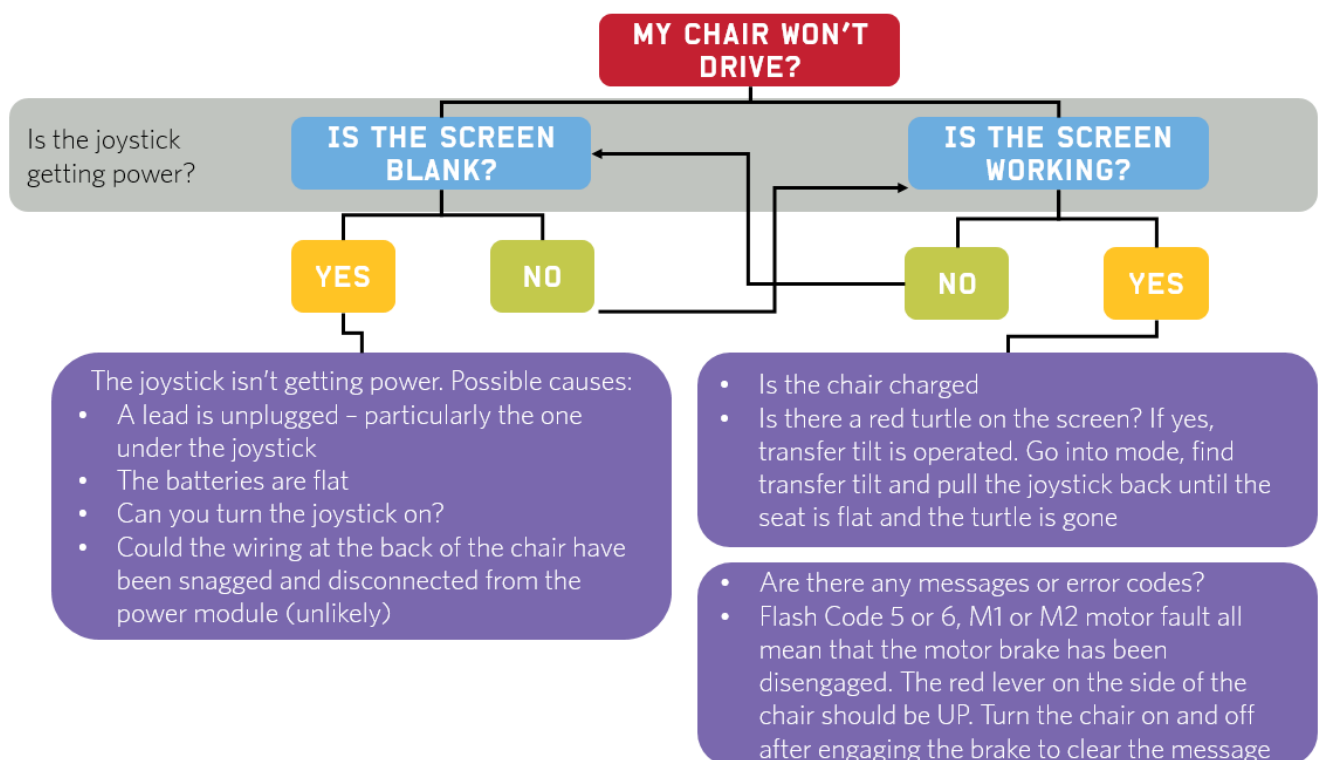 MY CHAIR WON'T
DRIVE?
Is the joystick
getting power?
IS THE SCREEN
BLANK?
IS THE SCREEN
WORKING?
YES
NO
NO
YES
The joystick isn't getting power. Possible causes:
• A lead is unplugged – particularly the one
under the joystick
• The batteries are flat
• Can you turn the joystick on?
• Could the wiring at the back of the chair have
been snagged and disconnected from the
power module (unlikely)
• Is the chair charged
• Is there a red turtle on the screen? If yes,
transfer tilt is operated. Go into mode, find
transfer tilt and pull the joystick back until the
seat is flat and the turtle is gone
• Are there any messages or error codes?
• Flash Code 5 or 6, M1 or M2 motor fault all
mean that the motor brake has been
disengaged. The red lever on the side of the
chair should be UP. Turn the chair on and off
after engaging the brake to clear the message